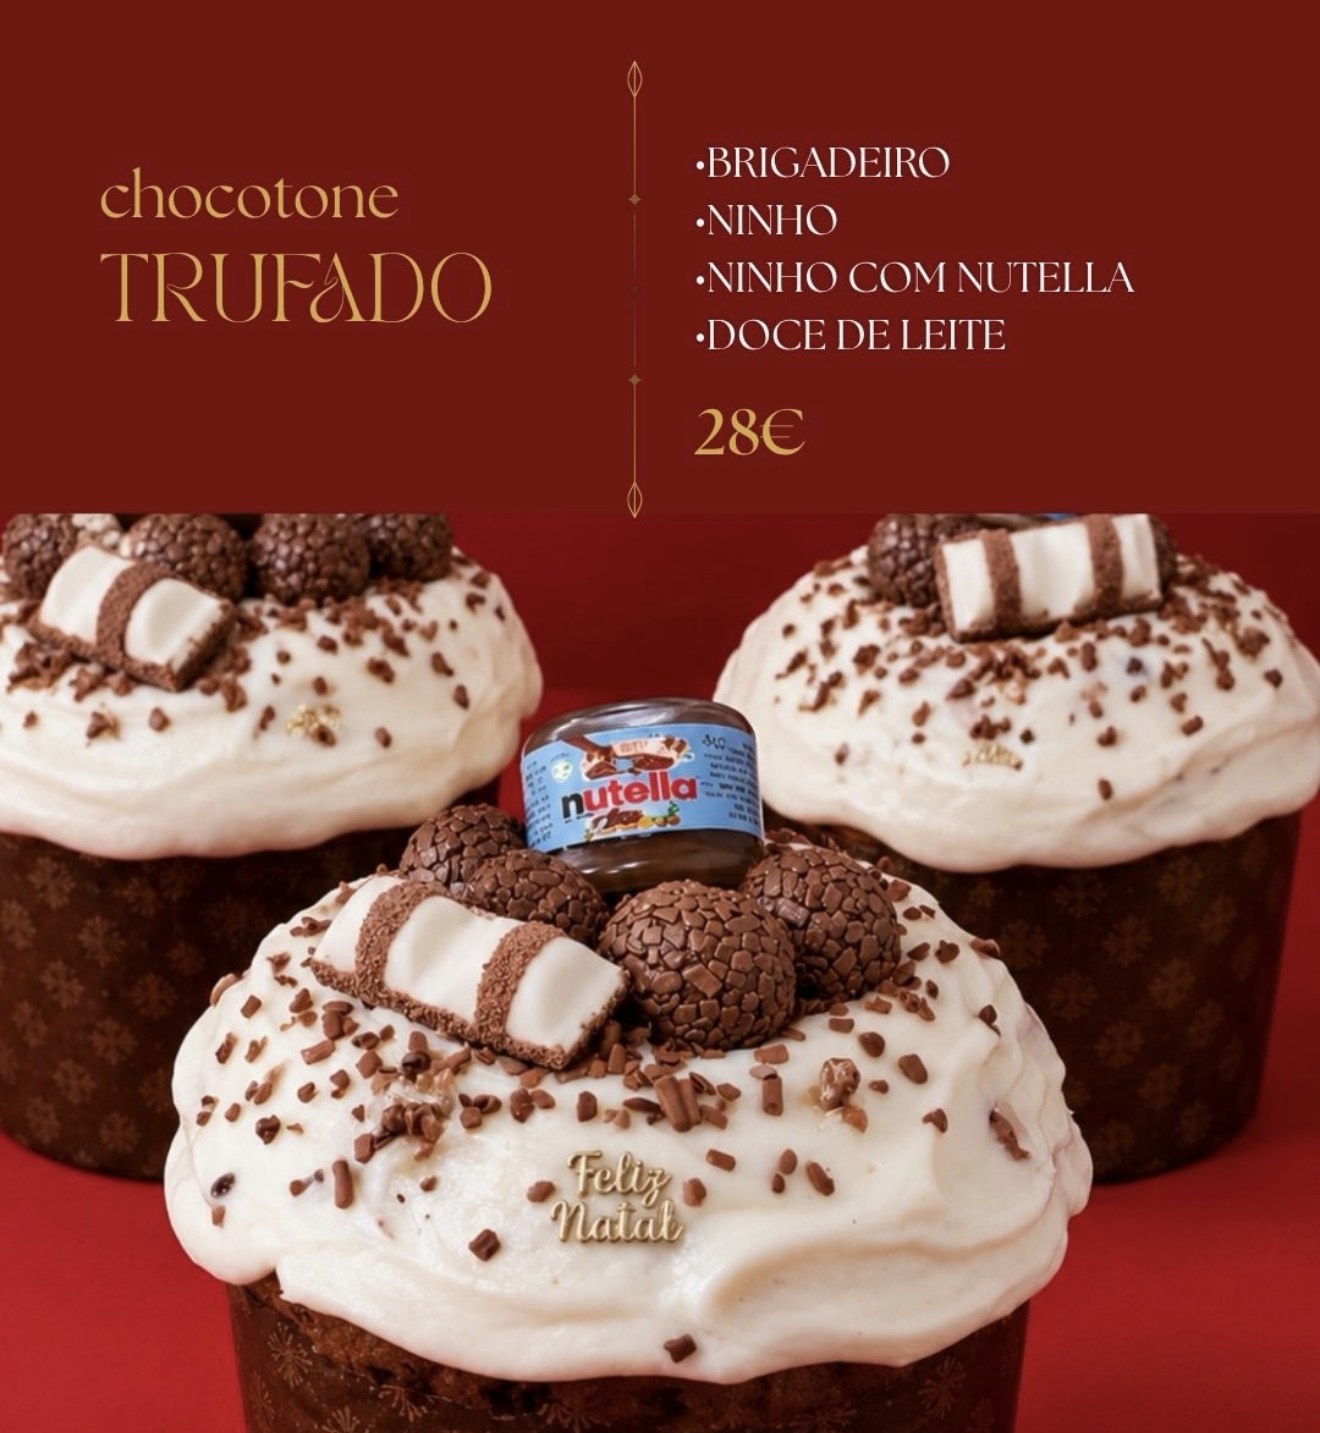 chocotone
TRUFADO
•BRIGADEIRO
•NINHO
•NINHO COM NUTELLA
•DOCE DE LEITE
28€
nutella
Feliz
Natal